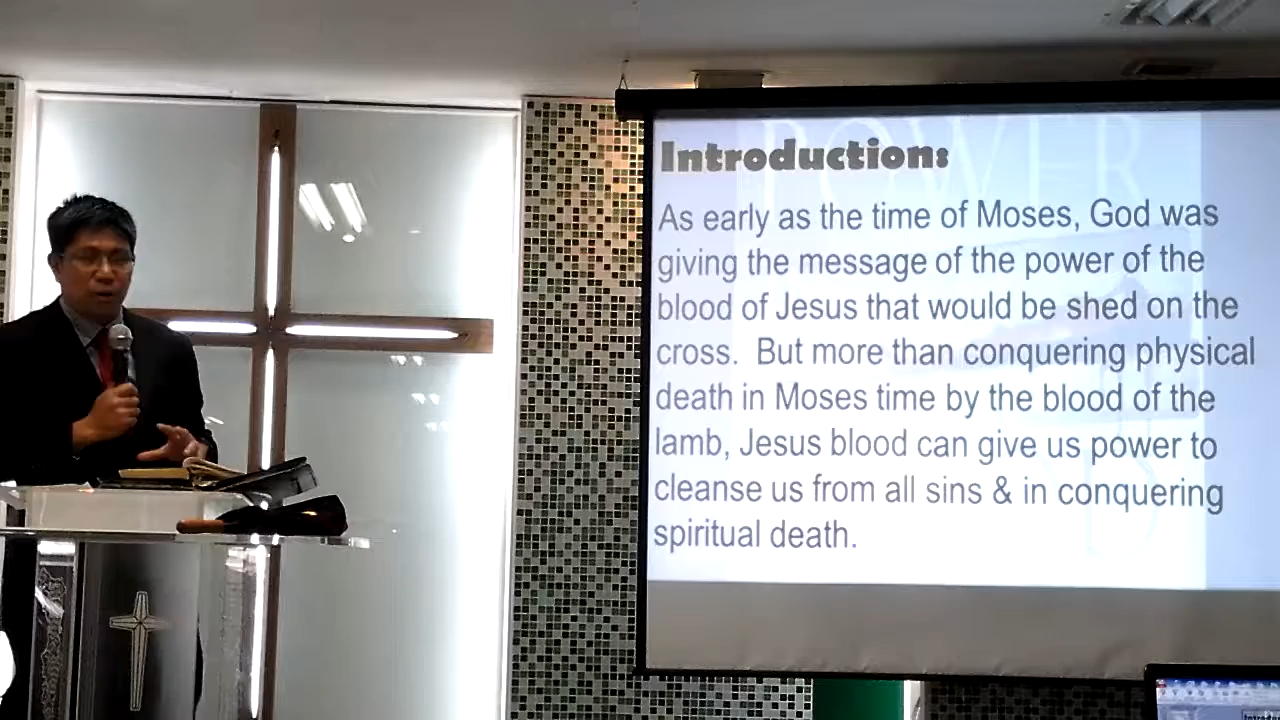 POWER
Introduction:
As early as the time of Moses, God was
giving the message of the power of the
blood of Jesus that would be shed on the
cross.  But more than conquering physical
death in Moses time by the blood of the
lamb, Jesus blood can give us power to
cleanse us from all sins & in conquering
spiritual death.